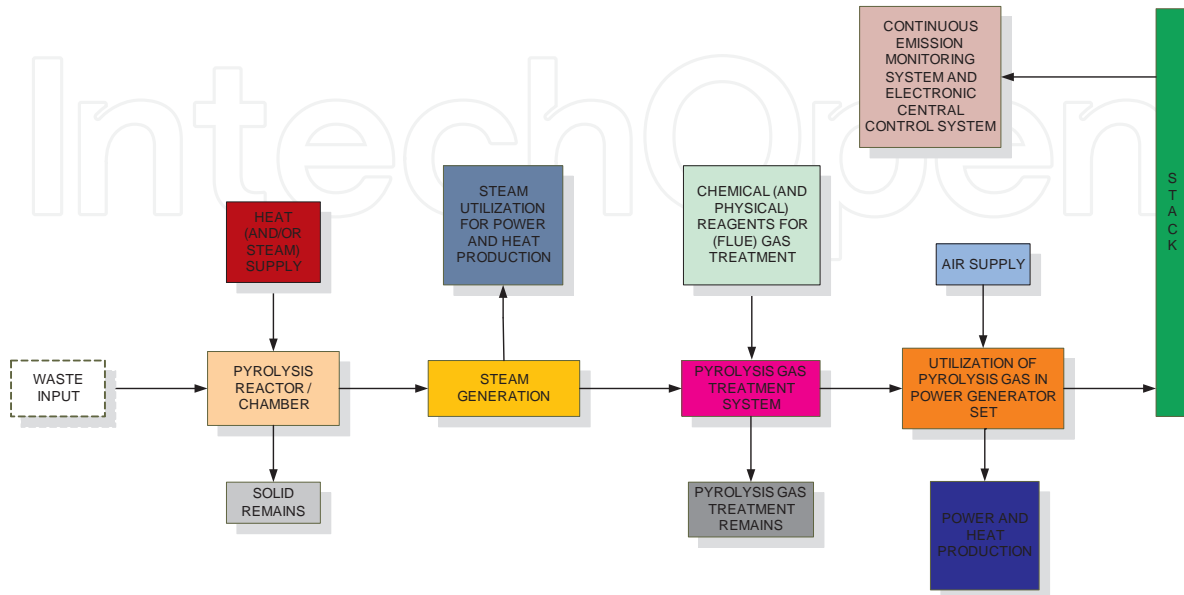 IntechOpen
CONTINUOUS
EMISSION
MONITORING
SYSTEM AND
ELECTRONIC
CENTRAL
CONTROL SYSTEM
STACK
HEAT
(AND/OR
STEAM)
SUPPLY
STEAM
UTILIZATION
FOR POWER
AND HEAT
PRODUCTION
CHEMICAL (AND
PHYSICAL)
REAGENTS FOR
(FLUE) GAS
TREATMENT
AIR SUPPLY
WASTE
INPUT
PYROLYSIS
REACTOR /
CHAMBER
STEAM
GENERATION
PYROLYSIS GAS
TREATMENT
SYSTEM
UTILIZATION OF
PYROLYSIS GAS IN
POWER GENERATOR
SET
SOLID
REMAINS
PYROLYSIS GAS
TREATMENT
REMAINS
POWER AND
HEAT
PRODUCTION